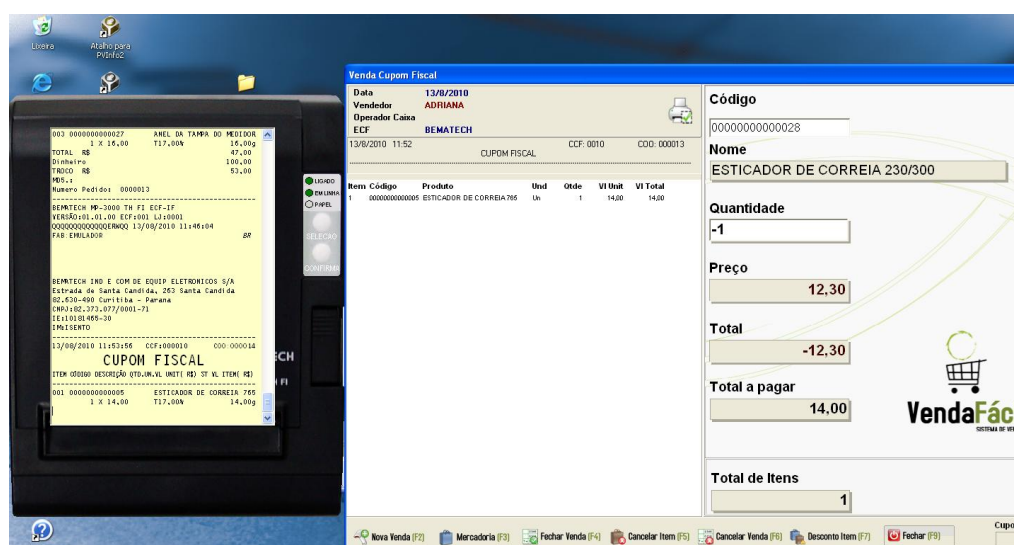 Lixeira
Atalho para
PVInfo2
003 0000000000027 ANEL DA TAMPA DO MEDIDOR
1 X 16,00 T17,00% 16,00g
TOTAL R$ 47,00
Dinheiro 100,00
TROCO R$ 53,00
MD5.:
Numero Pedido: 0000013
BEMATECH MP-3000 TH FI ECF-IF
VERSÃO:01.01.00 ECF:001 LJ:0001
QQQQQQQQQQQQERWQQ 13/08/2010 11:46:04
FAB:EMULADOR BR
BEMATECH IND E COM DE EQUIP ELETRONICOS S/A
Estrada de Santa Candida, 263 Santa Candida
82.630-490 Curitiba - Parana
CNPJ:82.373.077/0001-71
IE:10181465-30
IM:ISENTO
13/08/2010 11:53:56 CCF:000010 COO:000014
CUPOM FISCAL
ITEM CÓDIGO DESCRIÇÃO QTD.UN.VL UNIT( R$) ST VL ITEM( R$)
001 0000000000005 ESTICADOR DE CORREIA 765
1 X 14,00 T17,00% 14,00g
LIGADO
EM LINHA
PAPEL
SELEÇÃO
CONFIRMA
ECH
FI
Venda Cupom Fiscal
Data 13/8/2010
Vendedor ADRIANA
Operador Caixa
ECF BEMATECH
13/8/2010 11:52 CCF: 0010 COO: 000013
CUPOM FISCAL
Item Código Produto Und Qtde Vl Unit Vl Total
1 0000000000005 ESTICADOR DE CORREIA 765 Un 1 14,00 14,00
Código
00000000000028
Nome
ESTICADOR DE CORREIA 230/300
Quantidade
-1
Preço
12,30
Total
-12,30
Total a pagar
14,00
VendaFác
SISTEMA DE VE
Total de Itens
1
Nova Venda (F2) Mercadoria (F3) Fechar Venda (F4) Cancelar Item (F5) Cancelar Venda (F6) Desconto Item (F7) Fechar (F9)
Cupo